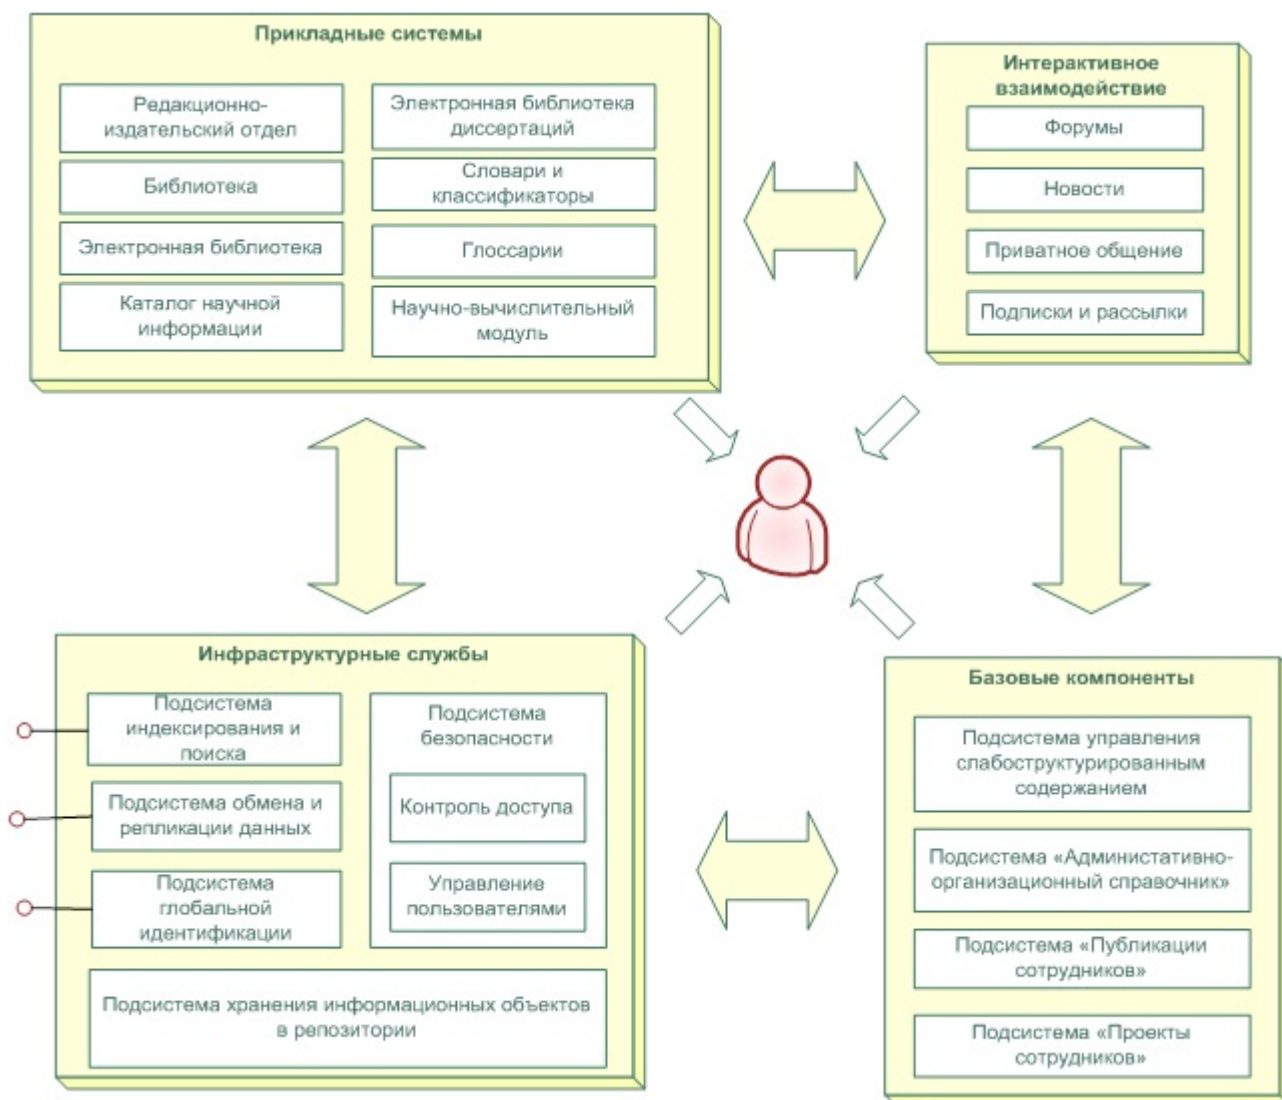 Прикладные системы
Редакционно-
издательский отдел
Библиотека
Электронная библиотека
Каталог научной
информации
Электронная библиотека
диссертаций
Словари и
классификаторы
Глоссарии
Научно-вычислительный
модуль
Интерактивное
взаимодействие
Форумы
Новости
Приватное общение
Подписки и рассылки
Инфраструктурные службы
Подсистема
индексирования и
поиска
Подсистема обмена и
репликации данных
Подсистема
глобальной
идентификации
Подсистема
безопасности
Контроль доступа
Управление
пользователями
Подсистема хранения информационных объектов
в репозитории
Базовые компоненты
Подсистема управления
слабоструктурированным
содержанием
Подсистема «Администативно-
организационный справочник»
Подсистема «Публикации
сотрудников»
Подсистема «Проекты
сотрудников»